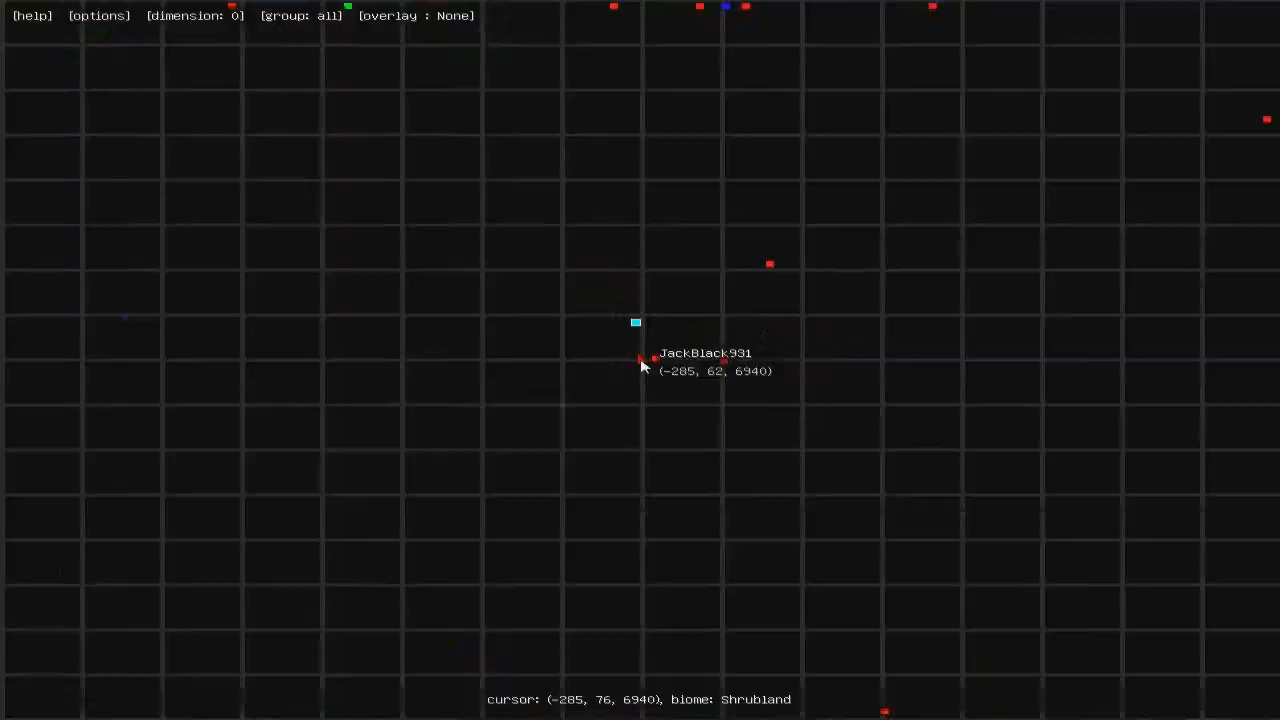 [help] [options] [dimension: 0] [group: all] [overlay : None]
JackBlack931
(-285, 62, 6940)
cursor: (-285, 76, 6940), biome: Shrubland